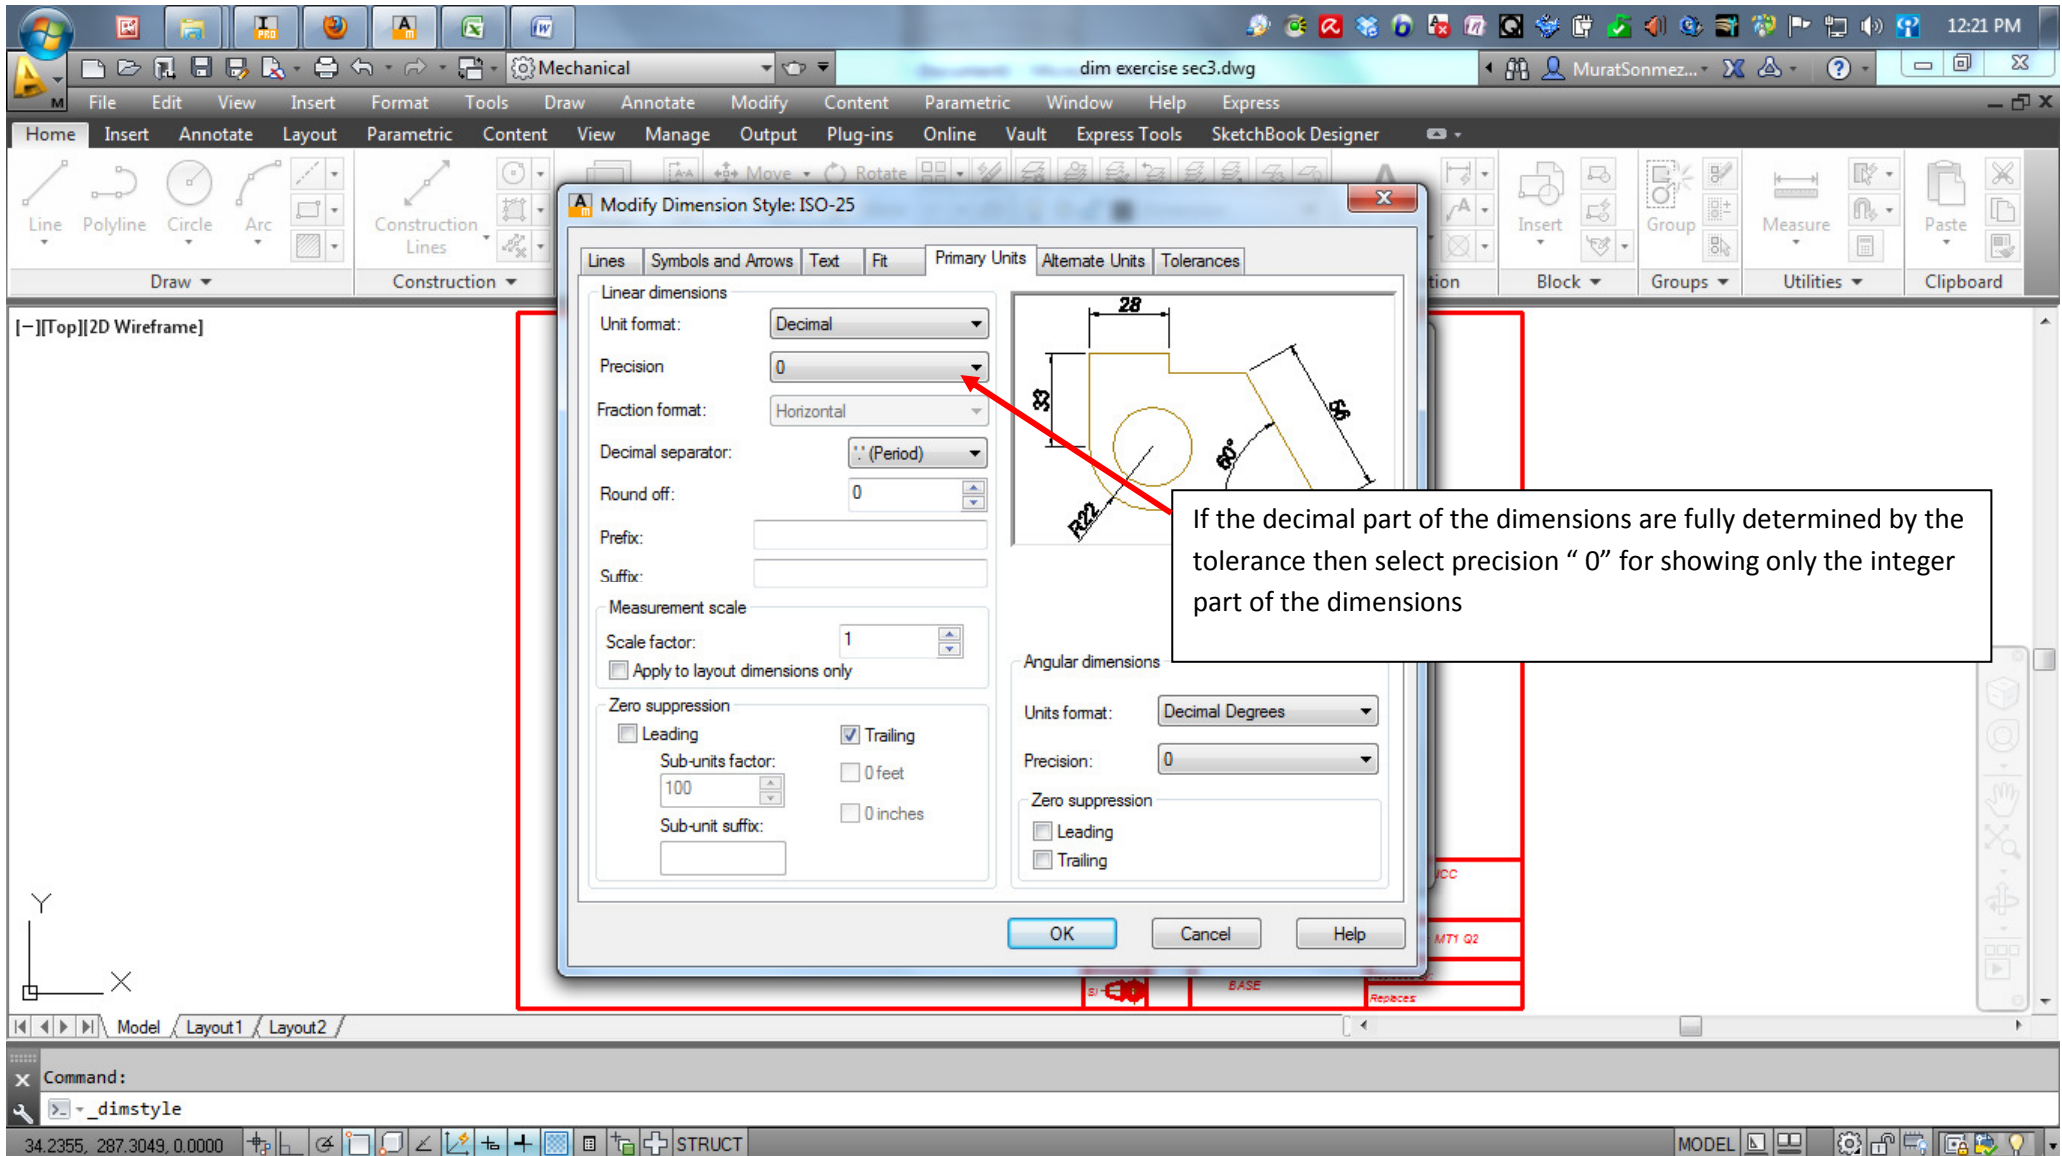 12:21 PM
Mechanical
dim exercise sec3.dwg
MuratSonmez...
File Edit View Insert Format Tools Draw Annotate Modify Content Parametric Window Help Express
Home Insert Annotate Layout Parametric Content View Manage Output Plug-ins Online Vault Express Tools SketchBook Designer
Move Rotate
Line Polyline Circle Arc
Construction
Lines
Insert
Group
Measure
Paste
Draw
Construction
tion
Block
Groups
Utilities
Clipboard
[−][Top][2D Wireframe]
Modify Dimension Style: ISO-25
Lines Symbols and Arrows Text Fit Primary Units Alternate Units Tolerances
Linear dimensions
Unit format: Decimal
Precision 0
Fraction format: Horizontal
Decimal separator: '.' (Period)
Round off: 0
Prefix:
Suffix:
Measurement scale
Scale factor: 1
Apply to layout dimensions only
Zero suppression
Leading
Trailing
Sub-units factor:
100
0 feet
0 inches
Sub-unit suffix:
28
33
60°
R22
If the decimal part of the dimensions are fully determined by the
tolerance then select precision “ 0” for showing only the integer
part of the dimensions
Angular dimensions
Units format: Decimal Degrees
Precision: 0
Zero suppression
Leading
Trailing
OK Cancel Help
MT1 Q2
BASE
Replaces:
Y
X
Model Layout1 Layout2
Command:
_dimstyle
34.2355, 287.3049, 0.0000
STRUCT
MODEL